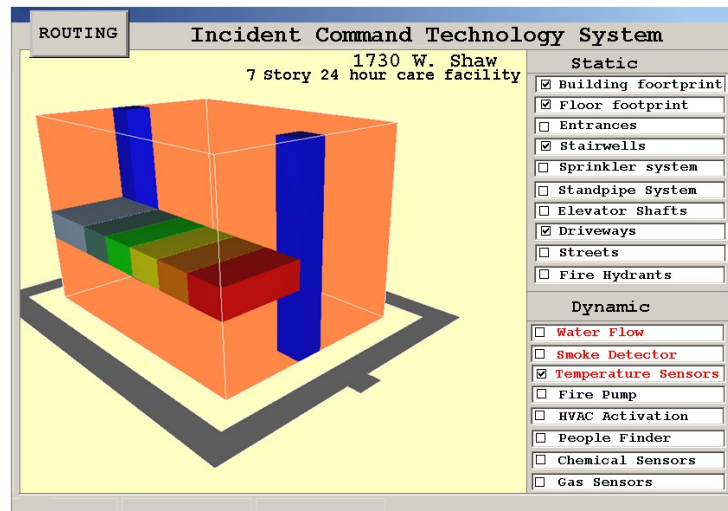 ROUTING
Incident Command Technology System
1730 W. Shaw
7 Story 24 hour care facility
Static
Building foortprint
Floor footprint
Entrances
Stairwells
Sprinkler system
Standpipe System
Elevator Shafts
Driveways
Streets
Fire Hydrants
Dynamic
Water Flow
Smoke Detector
Temperature Sensors
Fire Pump
HVAC Activation
People Finder
Chemical Sensors
Gas Sensors